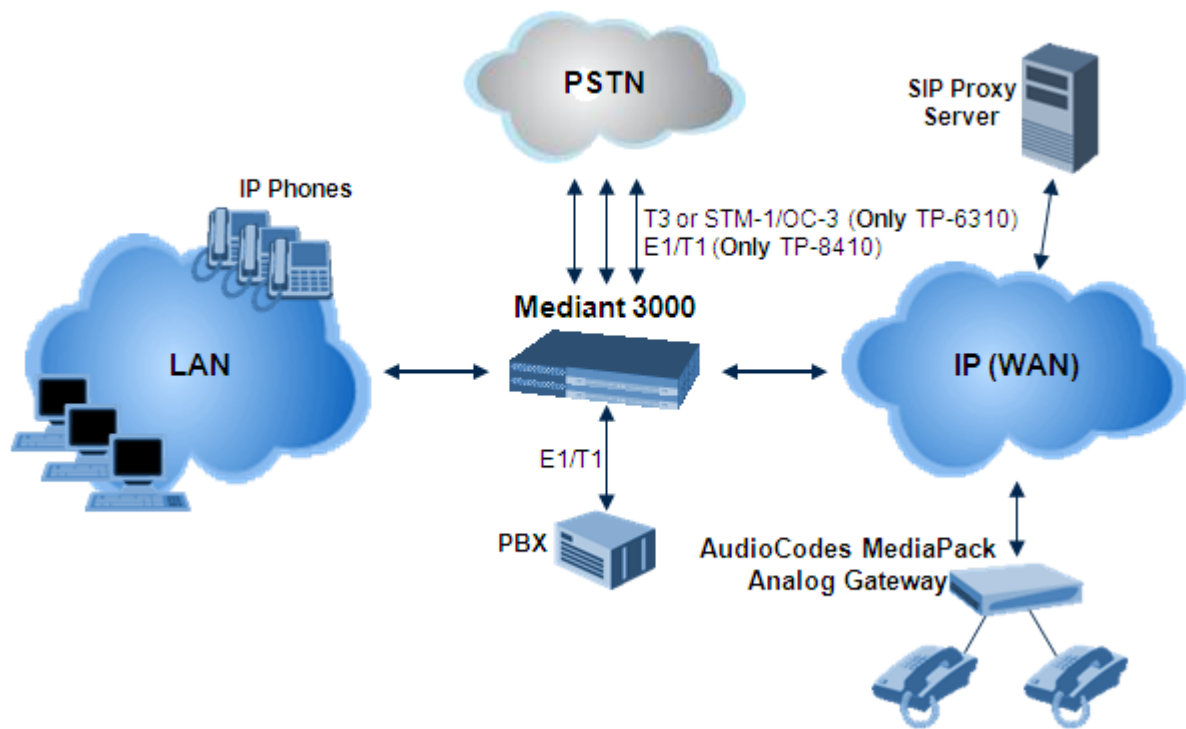 PSTN
SIP Proxy
Server
IP Phones
T3 or STM-1/OC-3 (Only TP-6310)
E1/T1 (Only TP-8410)
Mediant 3000
LAN
IP (WAN)
E1/T1
PBX
AudioCodes MediaPack
Analog Gateway